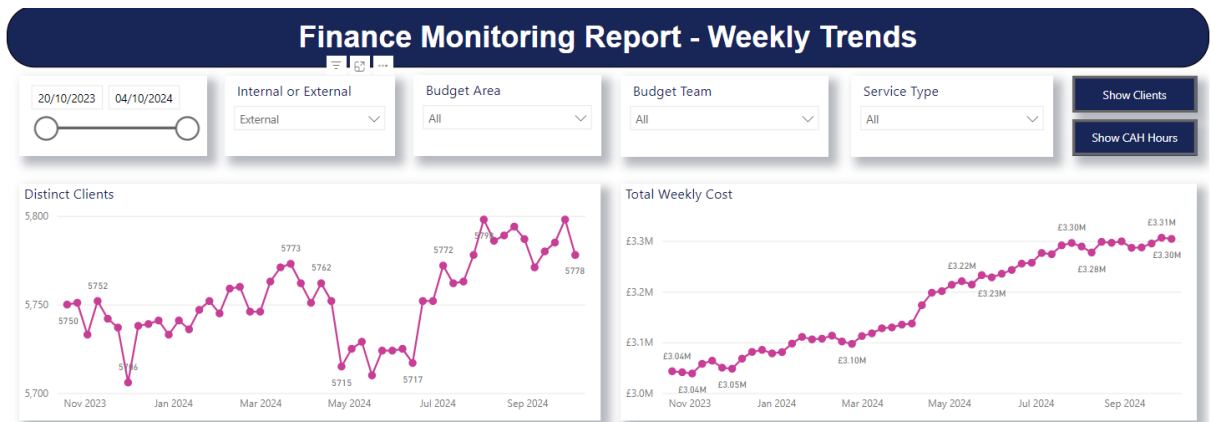 Finance Monitoring Report - Weekly Trends
20/10/2023 04/10/2024
Internal or External
External
Budget Area
All
Budget Team
All
Service Type
All
Show Clients
Show CAH Hours
Distinct Clients
5,800
5,750
5,700
5750
5752
5706
5773
5762
5715
5717
5772
5778
Nov 2023 Jan 2024 Mar 2024 May 2024 Jul 2024 Sep 2024
Total Weekly Cost
£3.3M
£3.2M
£3.1M
£3.0M
£3.04M
£3.04M
£3.05M
£3.10M
£3.22M
£3.23M
£3.30M
£3.28M
£3.31M
£3.30M
Nov 2023 Jan 2024 Mar 2024 May 2024 Jul 2024 Sep 2024